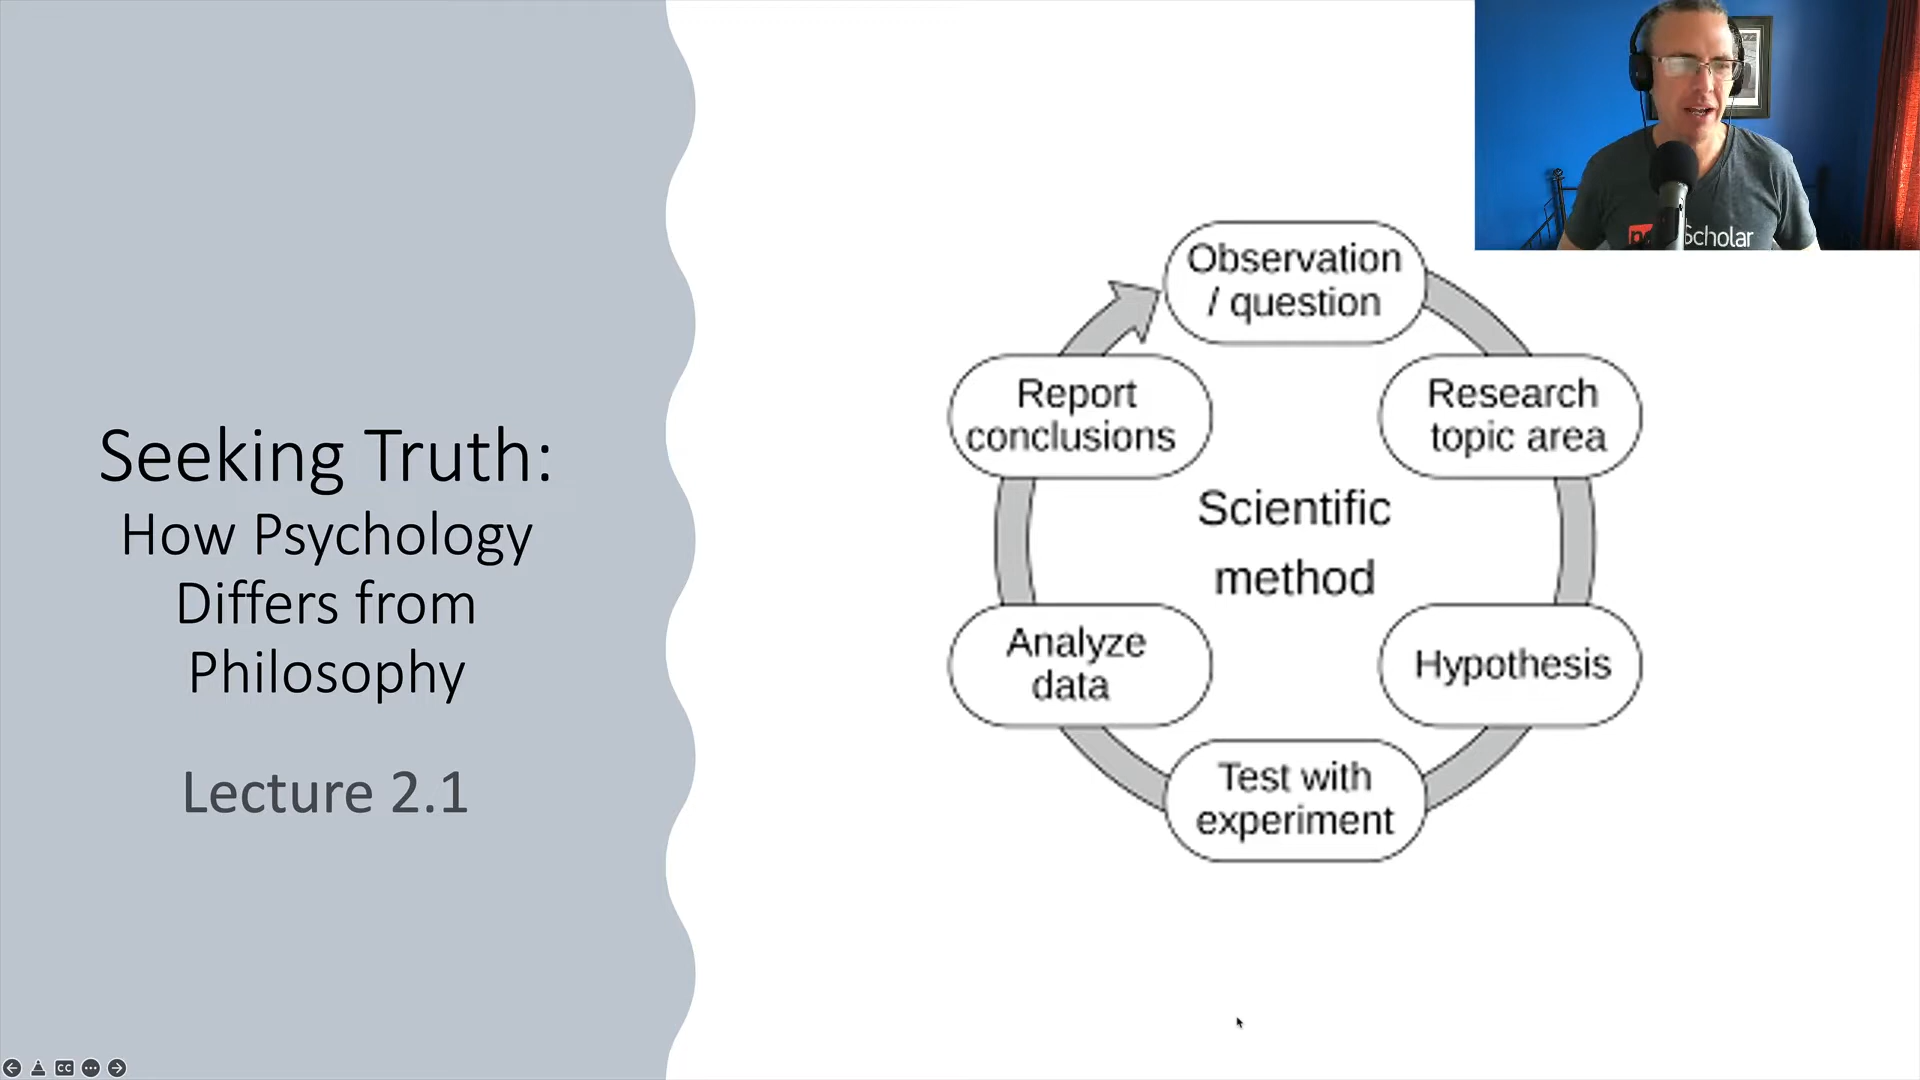 Seeking Truth:
How Psychology
Differs from
Philosophy
Lecture 2.1
Observation
/ question
Research
topic area
Hypothesis
Test with
experiment
Analyze
data
Report
conclusions
Scientific
method
Scholar
CC